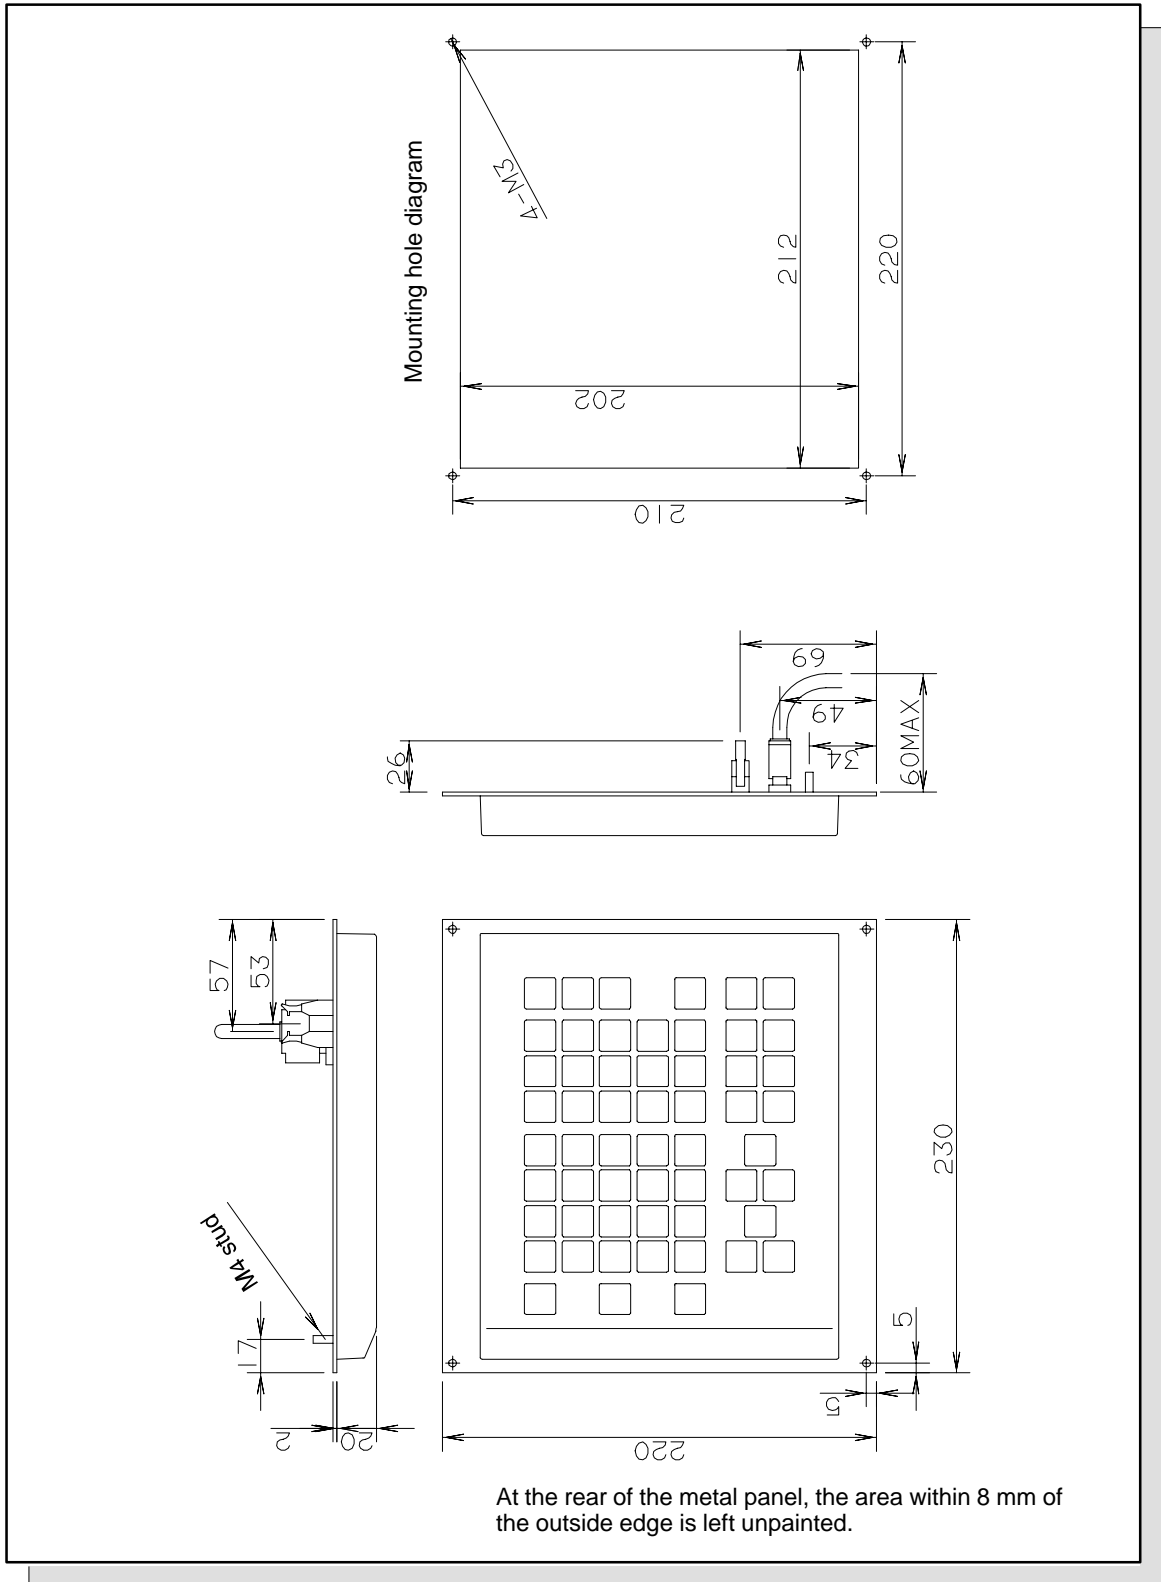 4-M3
Mounting hole diagram
212
220
202
210
69
49
34
60MAX
26
57
53
M4 stud
17
2
20
230
5
5
220
At the rear of the metal panel, the area within 8 mm of
the outside edge is left unpainted.